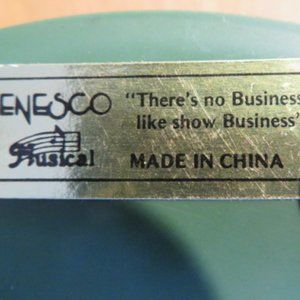 ENESCO
Musical
"There's no Business
like show Business"
MADE IN CHINA